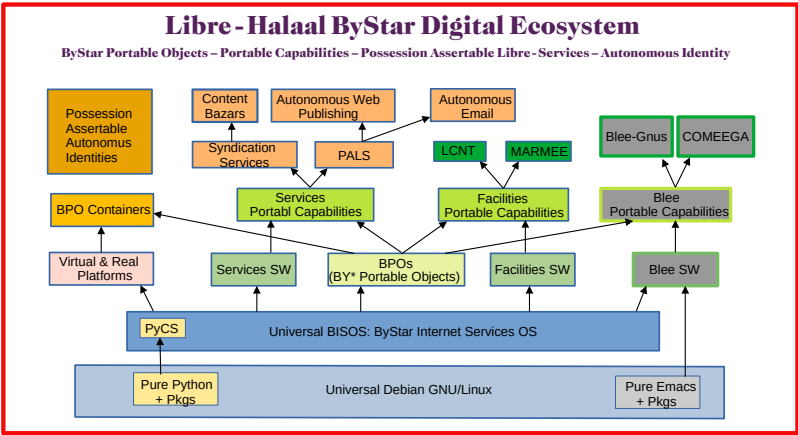 Libre-Halaal ByStar Digital Ecosystem
ByStar Portable Objects – Portable Capabilities – Possession Assertable Libre-Services – Autonomous Identity
Possession
Assertable
Autonomus
Identities
Content
Bazars
Autonomous Web
Publishing
Autonomous
Email
Syndication
Services
PALS
LCNT
MARMEE
Blee-Gnus
COMEEGA
BPO Containers
Services
Portabl Capabilities
Facilities
Portable Capabilities
Blee
Portable Capabilities
Virtual & Real
Platforms
Services SW
BPOs
(BY* Portable Objects)
Facilities SW
Blee SW
PyCS
Universal BISOS: ByStar Internet Services OS
Pure Python
+ Pkgs
Universal Debian GNU/Linux
Pure Emacs
+ Pkgs